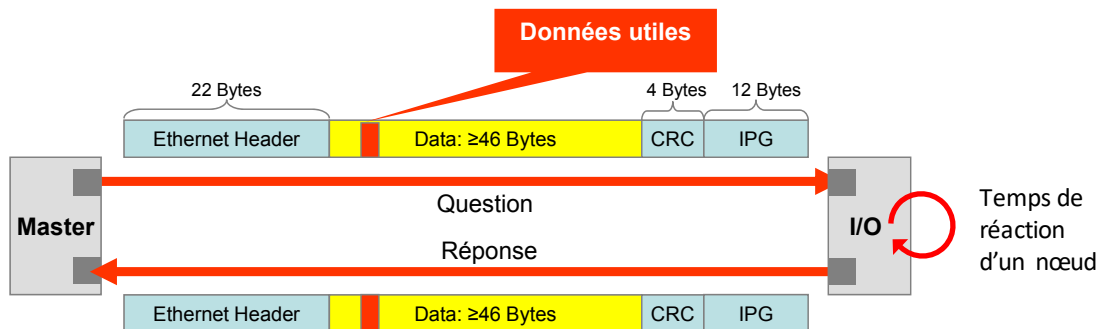 Données utiles
22 Bytes
4 Bytes
12 Bytes
Ethernet Header
Data: ≥46 Bytes
CRC
IPG
Master
Question
Réponse
I/O
Temps de
réaction
d'un nœud
Ethernet Header
Data: ≥46 Bytes
CRC
IPG